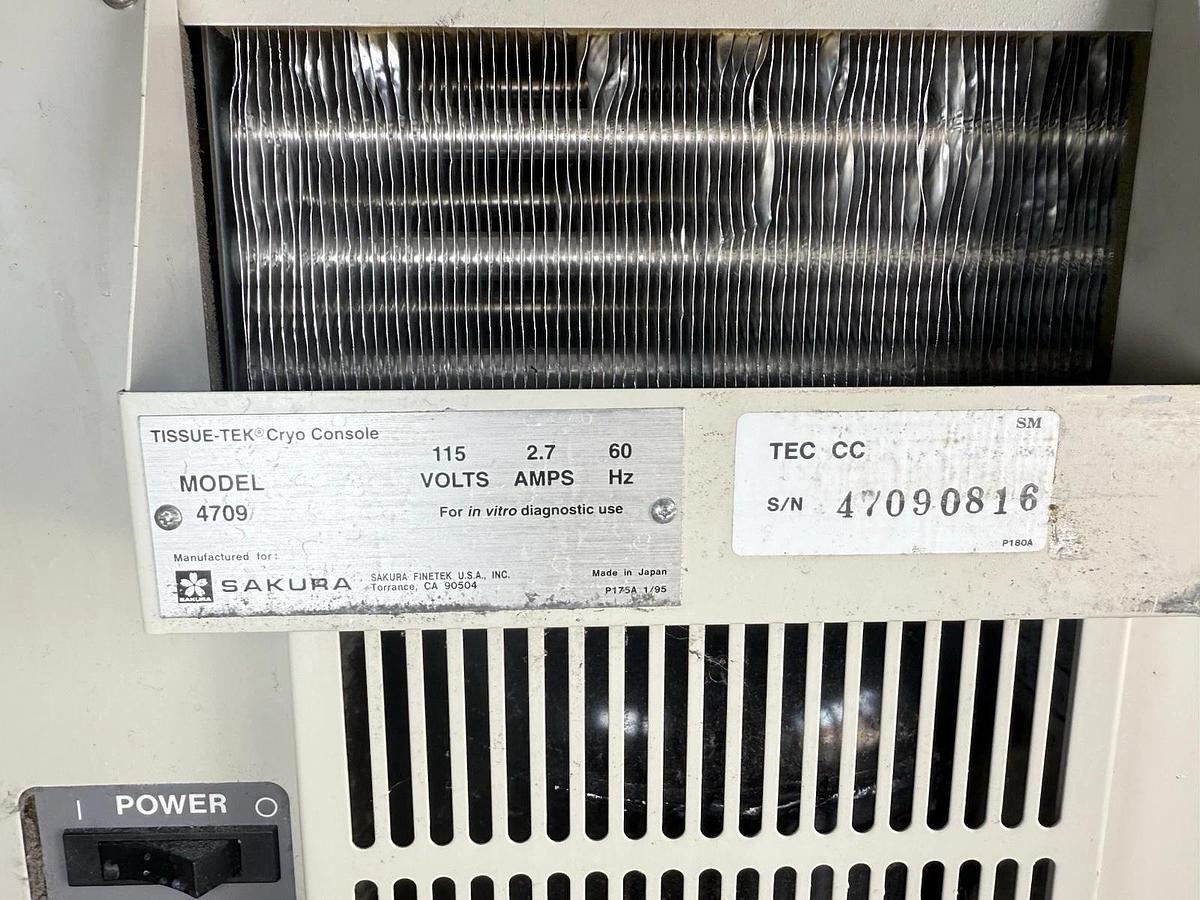 TISSUE-TEK® Cryo Console
115 2.7 60
MODEL VOLTS AMPS Hz
4709 For in vitro diagnostic use
Manufactured for:
SAKURA
SAKURA
SAKURA FINETEK U.S.A., INC.
Torrance, CA 90504
Made in Japan
P175A 1/95
SM
TEC CC
S/N 47090816
P180A
| POWER O